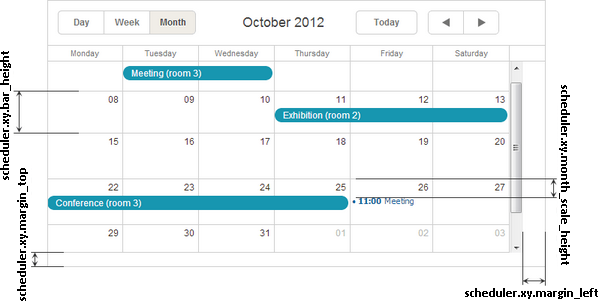 Day Week Month October 2012 Today
Monday Tuesday Wednesday Thursday Friday Saturday
Meeting (room 3)
08 09 10 11 12 13
Exhibition (room 2)
15 16 17 18 19 20
22 23 24 25 26 27
Conference (room 3) 11:00 Meeting
29 30 31 01 02 03
scheduler.xy.bar_height
scheduler.xy.margin_top
scheduler.xy.month_scale_height
scheduler.xy.margin_left